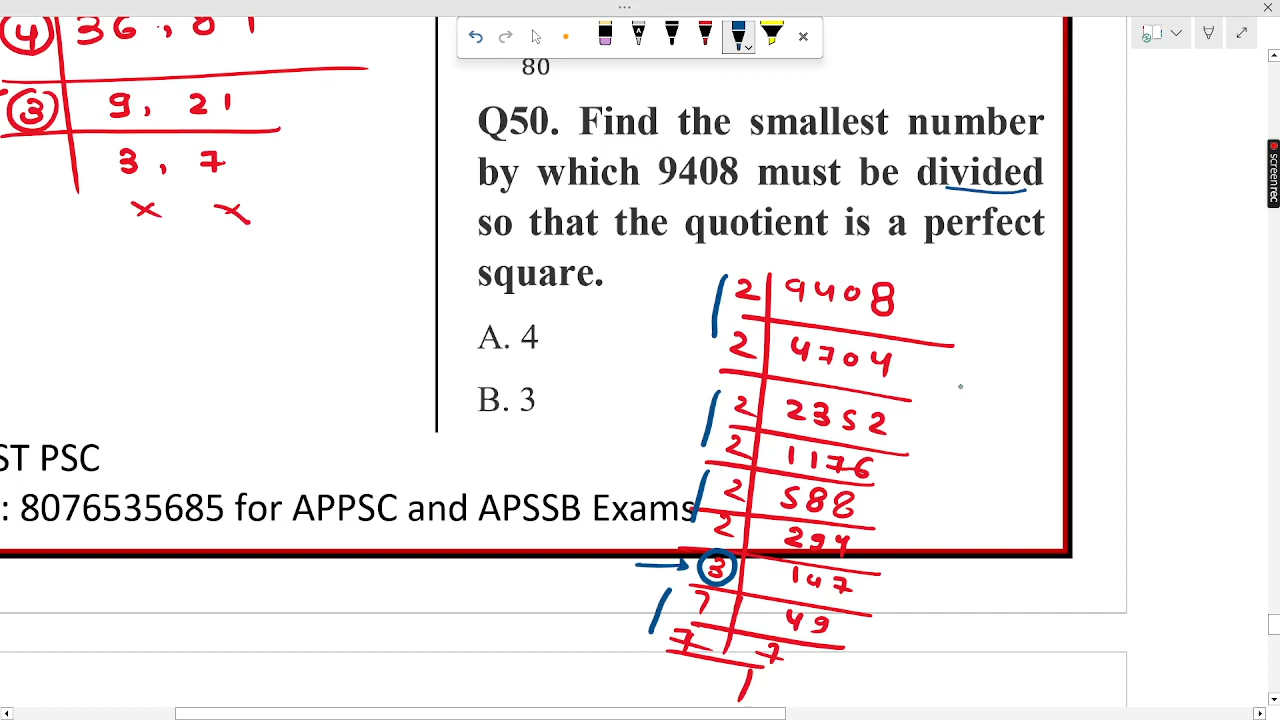 4 36, 81
3 9, 21
3, 7
× ×
80
Q50. Find the smallest number
by which 9408 must be divided
so that the quotient is a perfect
square.
A. 4
B. 3
2 9408
2 4704
2 2352
2 1176
2 588
2 294
3 147
7 49
7 7
1
ST PSC
: 8076535685 for APPSC and APSSB Exams
screenrec